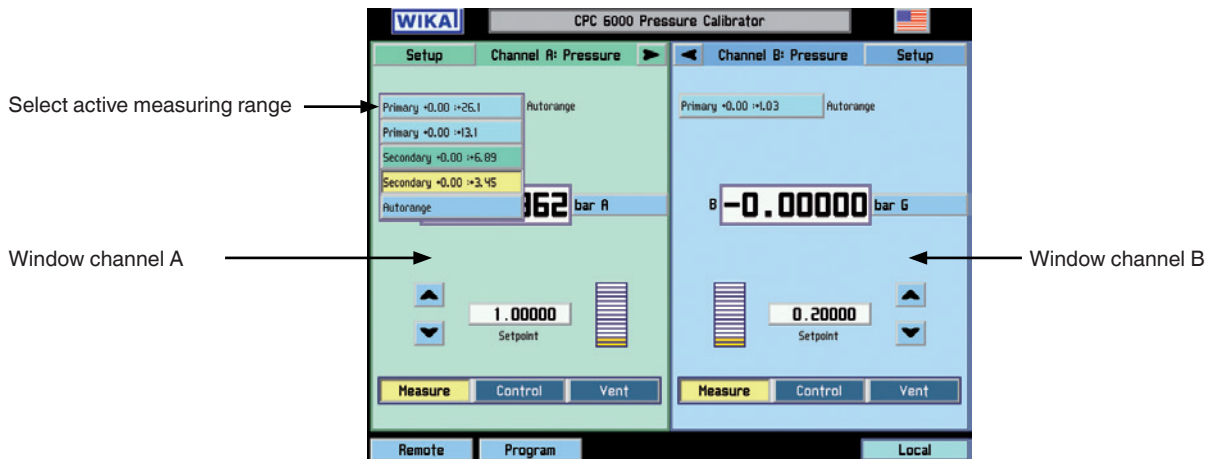 WIKA
CPC 6000 Pressure Calibrator
Setup
Channel A: Pressure
Channel B: Pressure
Setup
Select active measuring range
Primary +0.00 :+26.1
Autorange
Primary +0.00 :+13.1
Secondary +0.00 :+6.89
Secondary +0.00 :+3.45
Autorange
Primary +0.00 :+1.03
Autorange
362
bar A
B
-0.00000
bar G
Window channel A
Window channel B
1.00000
Setpoint
0.20000
Setpoint
Measure
Control
Vent
Measure
Control
Vent
Remote
Program
Local